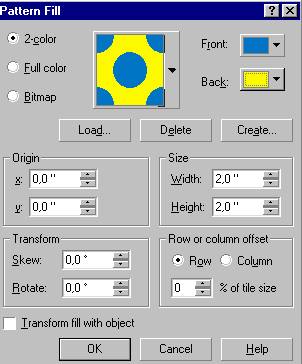 Pattern Fill
2-color
Front:
Full color
Back:
Bitmap
Load... Delete Create...
Origin
Size
x: 0,0 "
Width: 2,0 "
y: 0,0 "
Height: 2,0 "
Transform
Row or column offset
Skew: 0,0 °
Row Column
Rotate: 0,0 °
0 % of tile size
Transform fill with object
OK Cancel Help